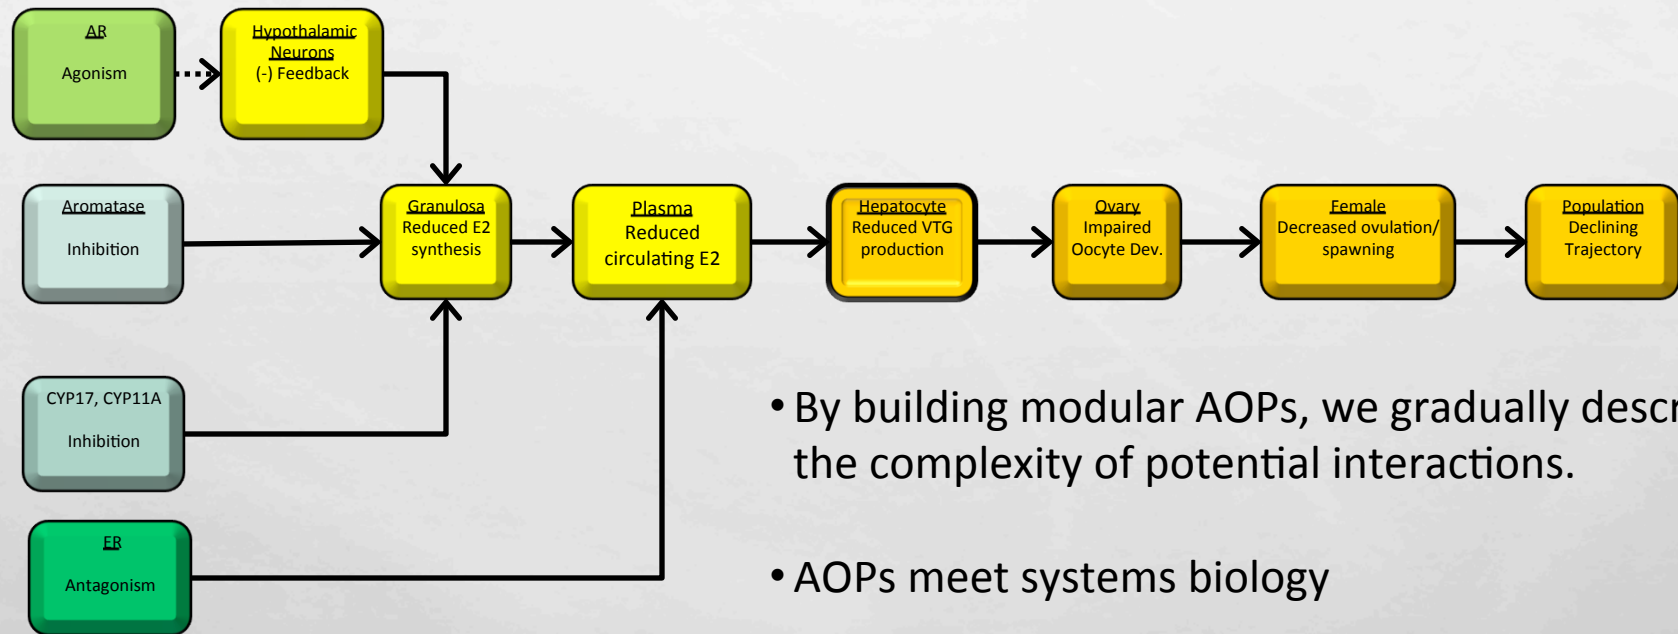 AR
Agonism
Hypothalamic
Neurons
(-) Feedback
Aromatase
Inhibition
Granulosa
Reduced E2
synthesis
Plasma
Reduced
circulating E2
Hepatocyte
Reduced VTG
production
Ovary
Impaired
Oocyte Dev.
Female
Decreased ovulation/
spawning
Population
Declining
Trajectory
CYP17, CYP11A
Inhibition
ER
Antagonism
• By building modular AOPs, we gradually
the complexity of potential interactions.
• AOPs meet systems biology